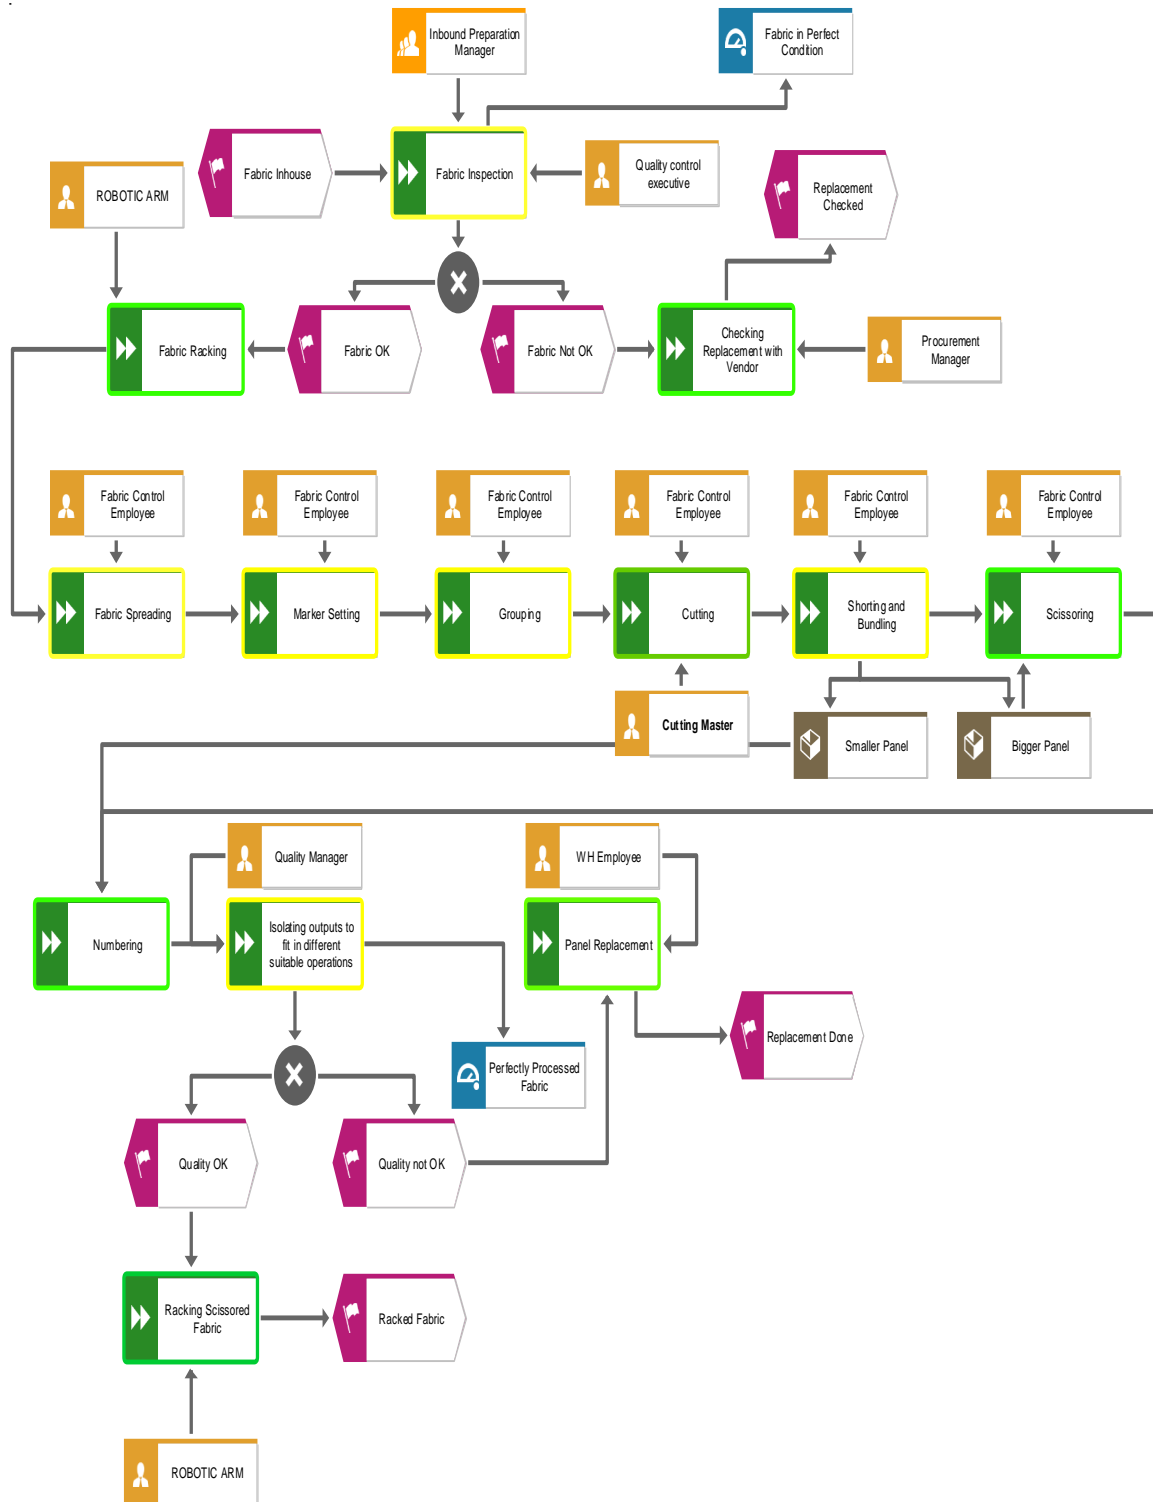 Inbound Preparation
Manager
Fabric in Perfect
Condition
Fabric Inhouse
Fabric Inspection
Quality control
executive
Replacement
Checked
ROBOTIC ARM
Fabric Racking
Fabric OK
Fabric Not OK
Checking
Replacement with
Vendor
Procurement
Manager
Fabric Control
Employee
Fabric Control
Employee
Fabric Control
Employee
Fabric Control
Employee
Fabric Control
Employee
Fabric Control
Employee
Fabric Spreading
Marker Setting
Grouping
Cutting
Shorting and
Bundling
Scissoring
Cutting Master
Smaller Panel
Bigger Panel
Quality Manager
WH Employee
Numbering
Isolating outputs to
fit in different
suitable operations
Panel Replacement
Replacement Done
Perfectly Processed
Fabric
Quality OK
Quality not OK
Racking Scissored
Fabric
Racked Fabric
ROBOTIC ARM